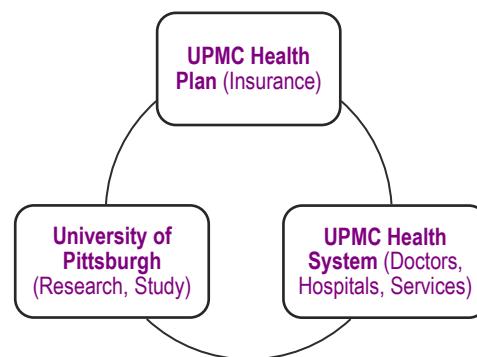 UPMC Health
Plan (Insurance)
University of
Pittsburgh
(Research, Study)
UPMC Health
System (Doctors,
Hospitals, Services)